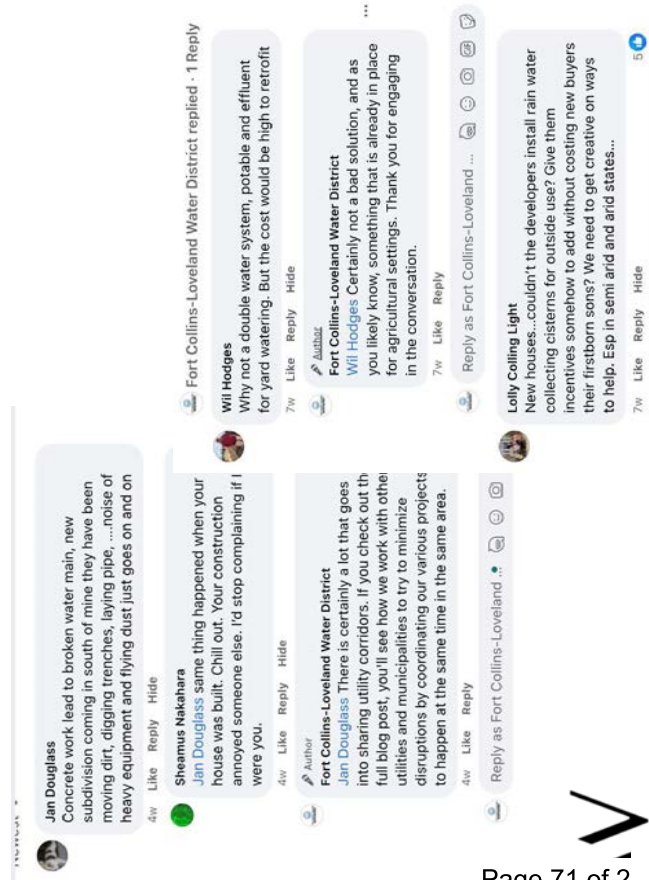 Jan Douglass
Concrete work lead to broken water main, new
subdivision coming in south of mine they have been
moving dirt, digging trenches, laying pipe, ....noise of
heavy equipment and flying dust just goes on and on
4w Like Reply Hide
Sheamus Nakahara
Jan Douglass same thing happened when your
house was built. Chill out. Your construction
annoyed someone else. I'd stop complaining if I
were you.
4w Like Reply Hide
Author
Fort Collins-Loveland Water District
Jan Douglass There is certainly a lot that goes
into sharing utility corridors. If you check out th
full blog post, you'll see how we work with other
utilities and municipalities to try to minimize
disruptions by coordinating our various projects
to happen at the same time in the same area.
4w Like Reply
Reply as Fort Collins-Loveland ...
Fort Collins-Loveland Water District replied · 1 Reply
Wil Hodges
Why not a double water system, potable and effluent
for yard watering. But the cost would be high to retrofit
7w Like Reply Hide
Author
Fort Collins-Loveland Water District
Wil Hodges Certainly not a bad solution, and as
you likely know, something that is already in place
for agricultural settings. Thank you for engaging
in the conversation.
7w Like Reply
...
Reply as Fort Collins-Loveland ...
GIF
Lolly Colling Light
New houses...couldn't the developers install rain water
collecting cisterns for outside use? Give them
incentives somehow to add without costing new buyers
their firstborn sons? We need to get creative on ways
to help. Esp in semi arid and arid states...
7w Like Reply Hide
5
V
Page 71 of 2